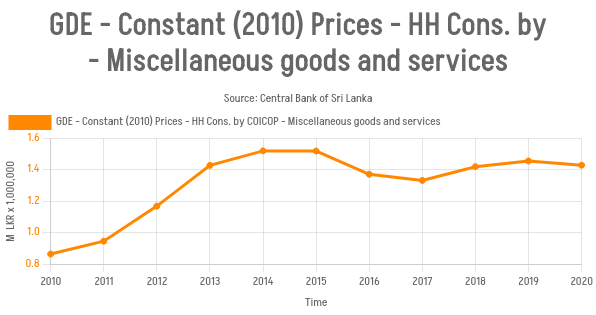 GDE - Constant (2010) Prices - HH Cons. by
- Miscellaneous goods and services
Source: Central Bank of Sri Lanka
GDE - Constant (2010) Prices - HH Cons. by COICOP - Miscellaneous goods and services
M LKR x 1,000,000
1.6
1.4
1.2
1.0
0.8
2010 2011 2012 2013 2014 2015 2016 2017 2018 2019 2020
Time